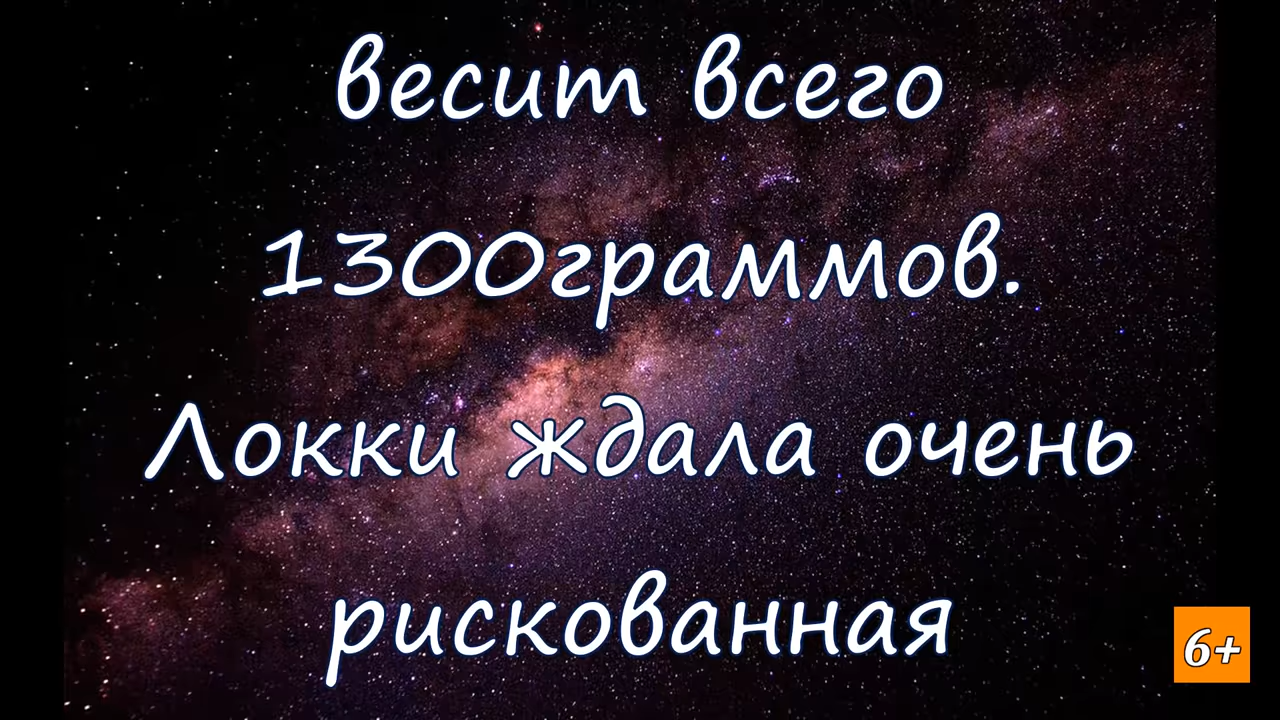 весит всего
1300граммов.
Локки ждала очень
рискованная
6+